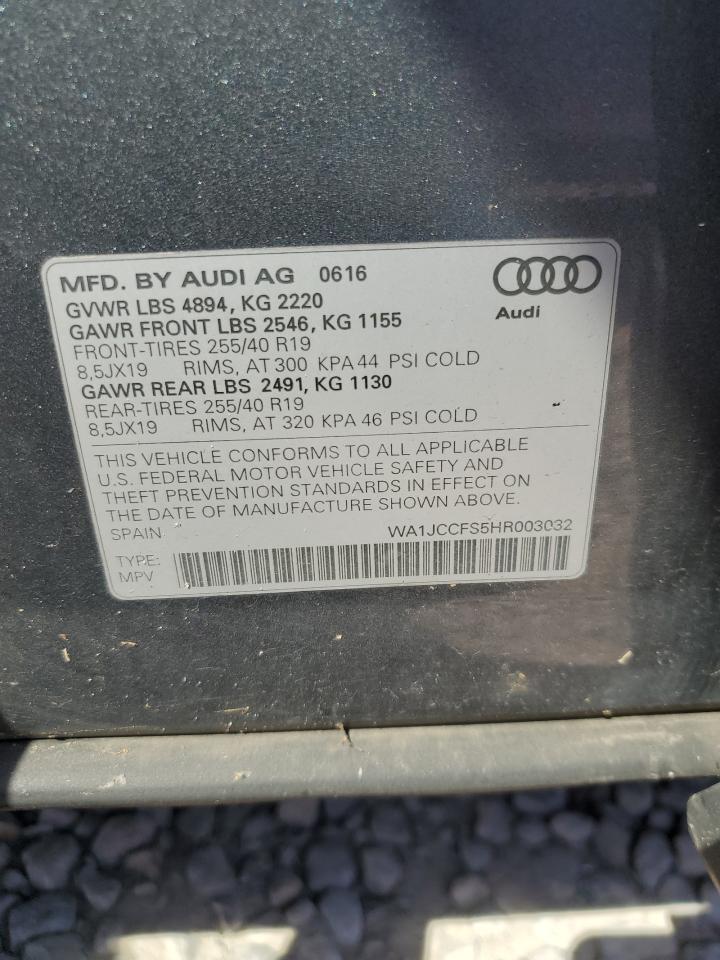 MFD. BY AUDI AG 0616
GVWR LBS 4894, KG 2220
GAWR FRONT LBS 2546, KG 1155
FRONT-TIRES 255/40 R19
8,5JX19 RIMS, AT 300 KPA 44 PSI COLD
GAWR REAR LBS 2491, KG 1130
REAR-TIRES 255/40 R19
8,5JX19 RIMS, AT 320 KPA 46 PSI COLD
Audi
THIS VEHICLE CONFORMS TO ALL APPLICABLE
U.S. FEDERAL MOTOR VEHICLE SAFETY AND
THEFT PREVENTION STANDARDS IN EFFECT ON
THE DATE OF MANUFACTURE SHOWN ABOVE.
SPAIN WA1JCCFS5HR003032
TYPE:
MPV